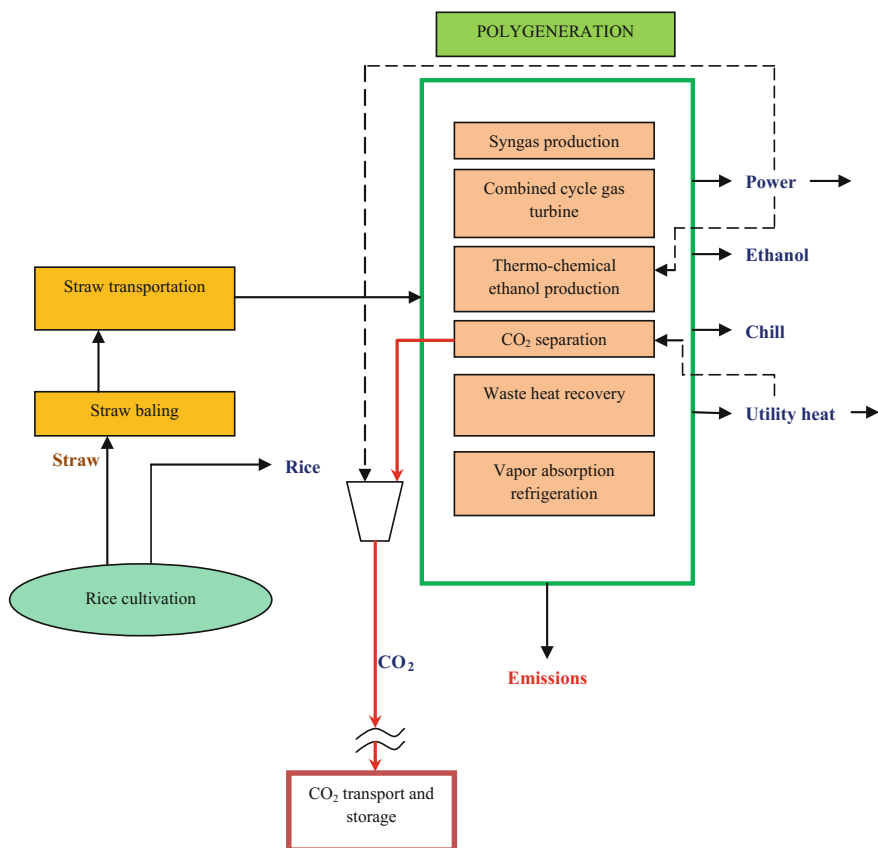 POLYGENERATION
Syngas production
Combined cycle gas
turbine
Power
Thermo-chemical
ethanol production
Ethanol
Straw transportation
CO₂ separation
Chill
Straw baling
Waste heat recovery
Utility heat
Straw
Rice
Vapor absorption
refrigeration
Rice cultivation
CO₂
Emissions
CO₂ transport and
storage